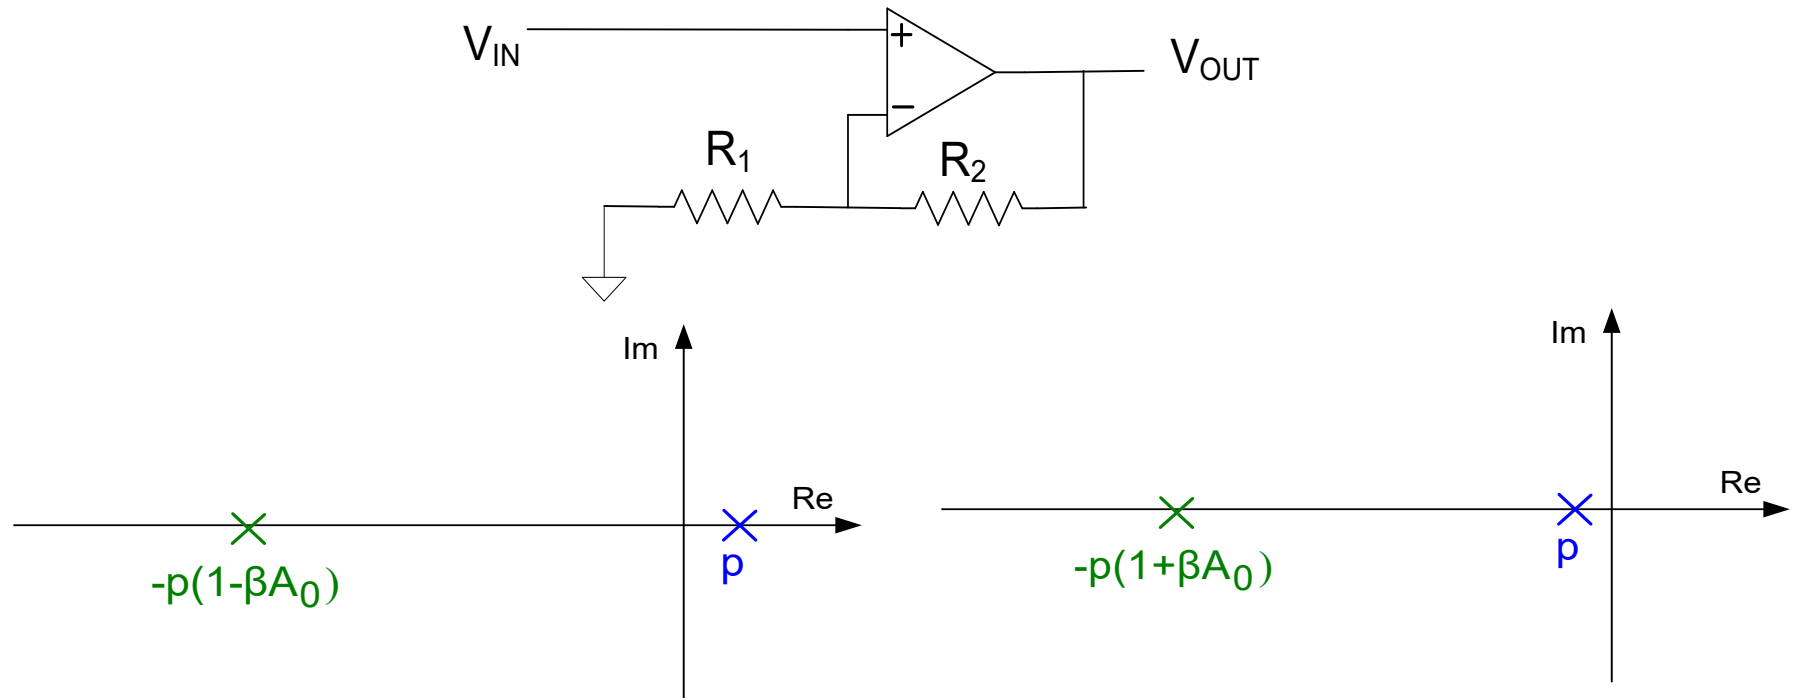 V_IN
+
V_OUT
−
R_1
R_2
Im
Re
-p(1-βA_0)
p
Im
Re
-p(1+βA_0)
p